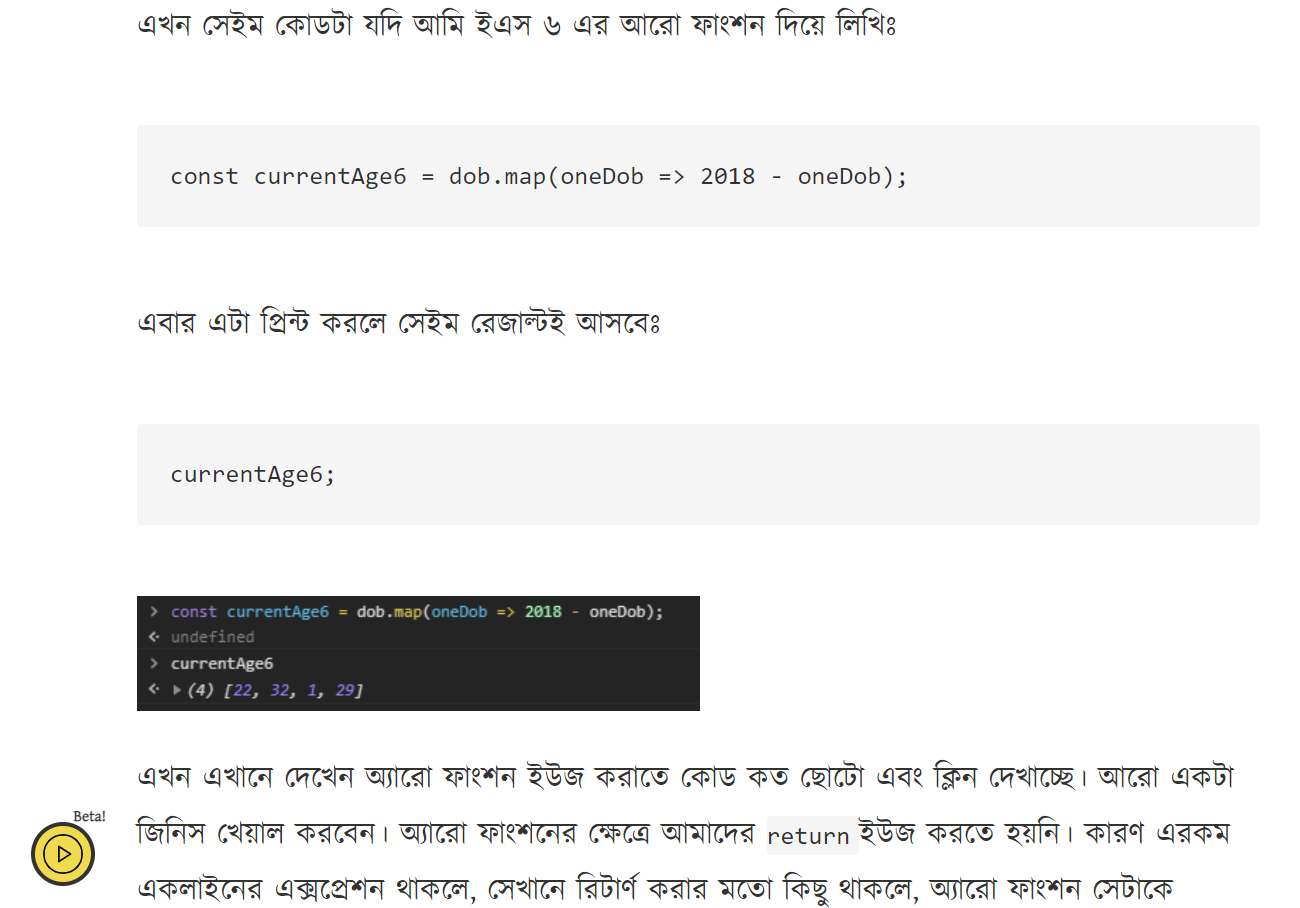 এখন সেইম কোডটা যদি আমি ইএস ৬ এর আরো ফাংশন দিয়ে লিখিঃ
const currentAge6 = dob.map(oneDob => 2018 - oneDob);
এবার এটা প্রিন্ট করলে সেইম রেজাল্টই আসবেঃ
currentAge6;
> const currentAge6 = dob.map(oneDob => 2018 - oneDob);
undefined
> currentAge6
(4) [22, 32, 1, 29]
এখন এখানে দেখেন অ্যারো ফাংশন ইউজ করাতে কোড কত ছোটো এবং ক্লিন দেখাচ্ছে। আরো একটা
Beta!
জিনিস খেয়াল করবেন। অ্যারো ফাংশনের ক্ষেত্রে আমাদের return ইউজ করতে হয়নি। কারণ এরকম
একলাইনের এক্সপ্রেশন থাকলে, সেখানে রিটার্ণ করার মতো কিছু থাকলে, অ্যারো ফাংশন সেটাকে